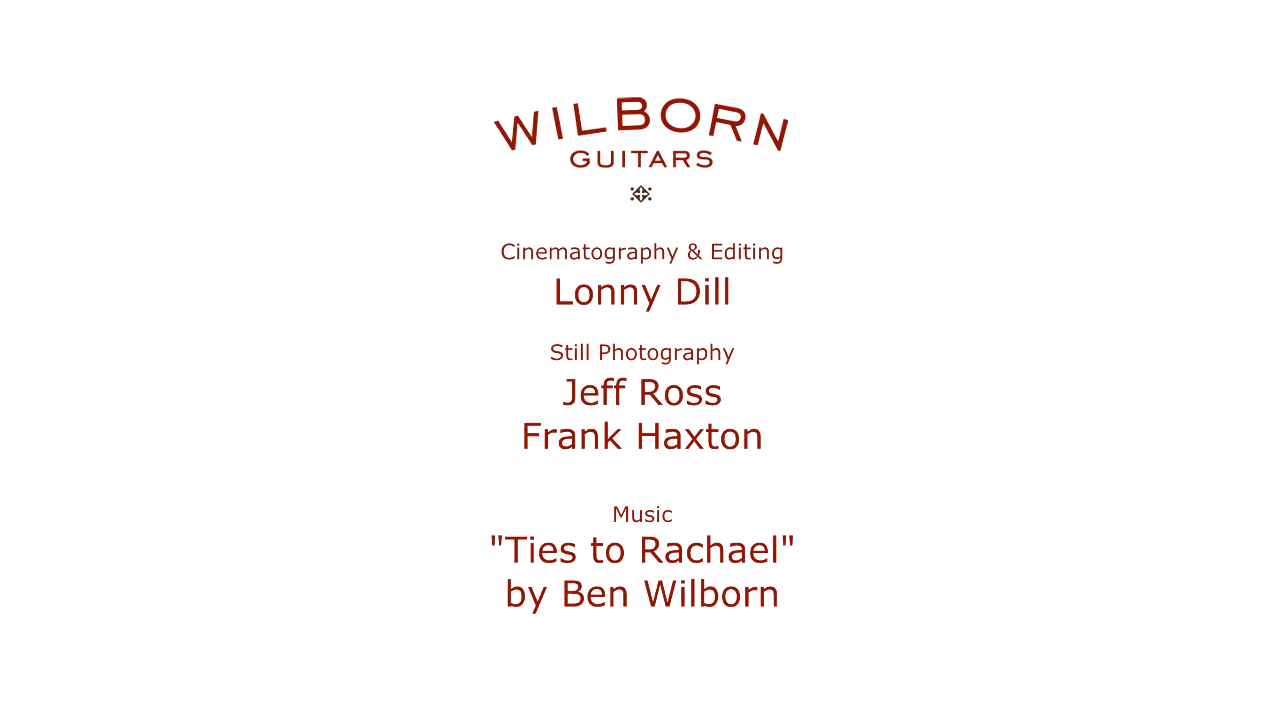 WILBORN
GUITARS
Cinematography & Editing
Lonny Dill
Still Photography
Jeff Ross
Frank Haxton
Music
"Ties to Rachael"
by Ben Wilborn